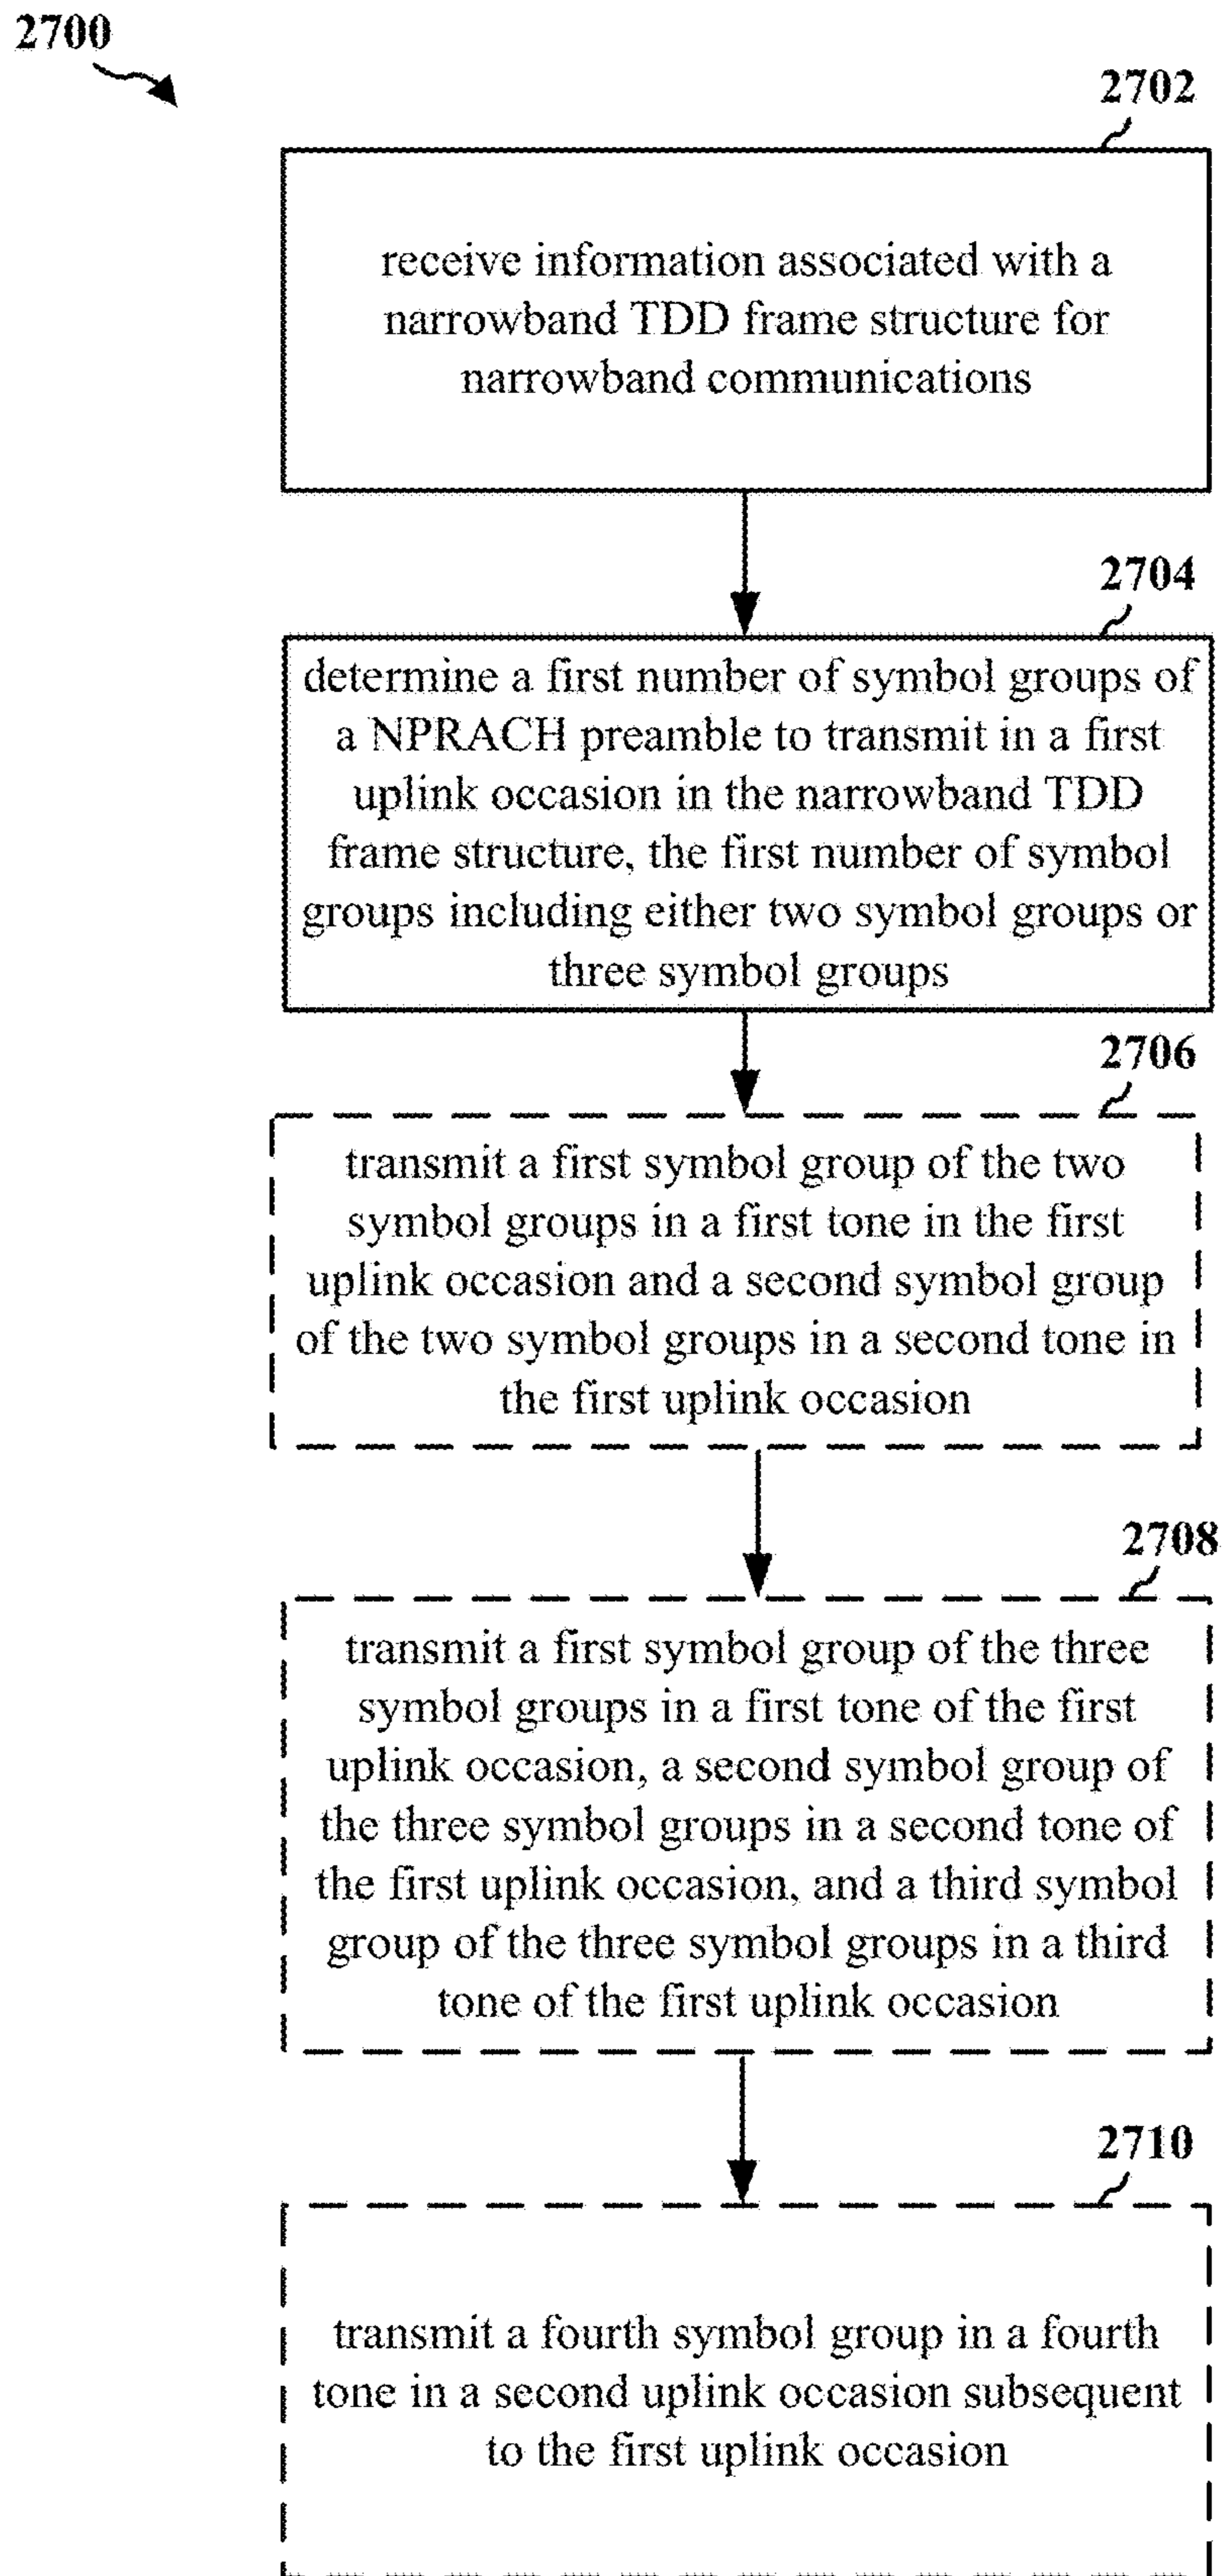 2700
2702
receive information associated with a
narrowband TDD frame structure for
narrowband communications
2704
determine a first number of symbol groups of
a NPRACH preamble to transmit in a first
uplink occasion in the narrowband TDD
frame structure, the first number of symbol
groups including either two symbol groups or
three symbol groups
2706
transmit a first symbol group of the two
symbol groups in a first tone in the first
uplink occasion and a second symbol group
of the two symbol groups in a second tone in
the first uplink occasion
2708
transmit a first symbol group of the three
symbol groups in a first tone of the first
uplink occasion, a second symbol group of
the three symbol groups in a second tone of
the first uplink occasion, and a third symbol
group of the three symbol groups in a third
tone of the first uplink occasion
2710
transmit a fourth symbol group in a fourth
tone in a second uplink occasion subsequent
to the first uplink occasion